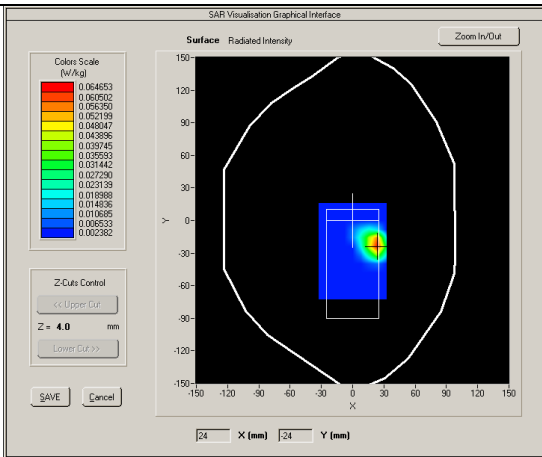 SAR Visualisation Graphical Interface
Surface Radiated Intensity
Zoom In/Out
Colors Scale
(W/kg)
0.064653
0.060502
0.056350
0.052199
0.048047
0.043896
0.039745
0.035593
0.031442
0.027290
0.023139
0.018988
0.014836
0.010685
0.006533
0.002382
150
120
90
60
30
0
-30
-60
-90
-120
-150
Y
-150 -120 -90 -60 -30 0 30 60 90 120 150
X
Z-Cuts Control
<< Upper Cut
Z = 4.0 mm
Lower Cut >>
SAVE Cancel
24 X (mm) -24 Y (mm)